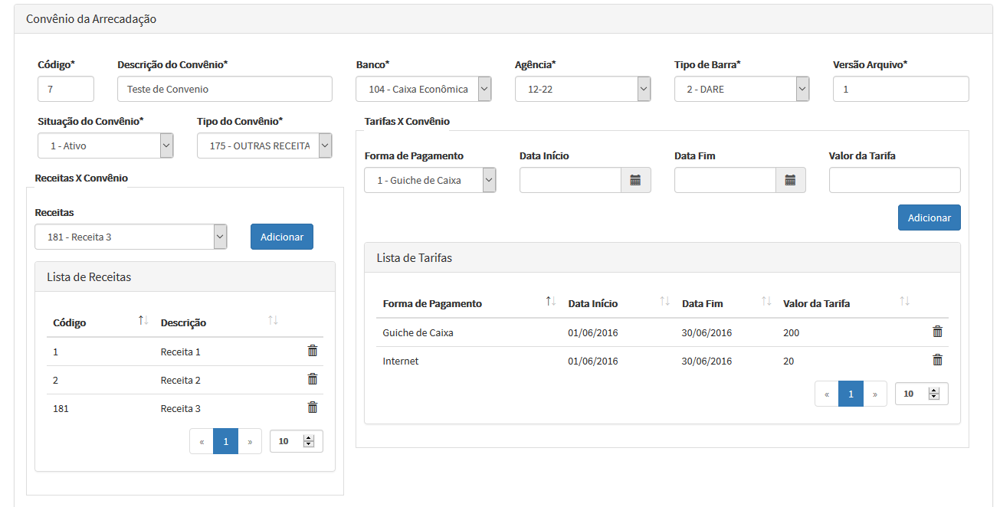 Convênio da Arrecadação
Código* Descrição do Convênio* Banco* Agência* Tipo de Barra* Versão Arquivo*
7 Teste de Convenio 104 - Caixa Econômica 12-22 2 - DARE 1
Situação do Convênio* Tipo do Convênio* Tarifas X Convênio
1 - Ativo 175 - OUTRAS RECEITA
Forma de Pagamento Data Início Data Fim Valor da Tarifa
1 - Guiche de Caixa
Receitas X Convênio
Receitas
181 - Receita 3 Adicionar
Adicionar
Lista de Tarifas
Lista de Receitas
Forma de Pagamento Data Início Data Fim Valor da Tarifa
Código Descrição
Guiche de Caixa 01/06/2016 30/06/2016 200
1 Receita 1
Internet 01/06/2016 30/06/2016 20
2 Receita 2
« 1 » 10
181 Receita 3
« 1 » 10